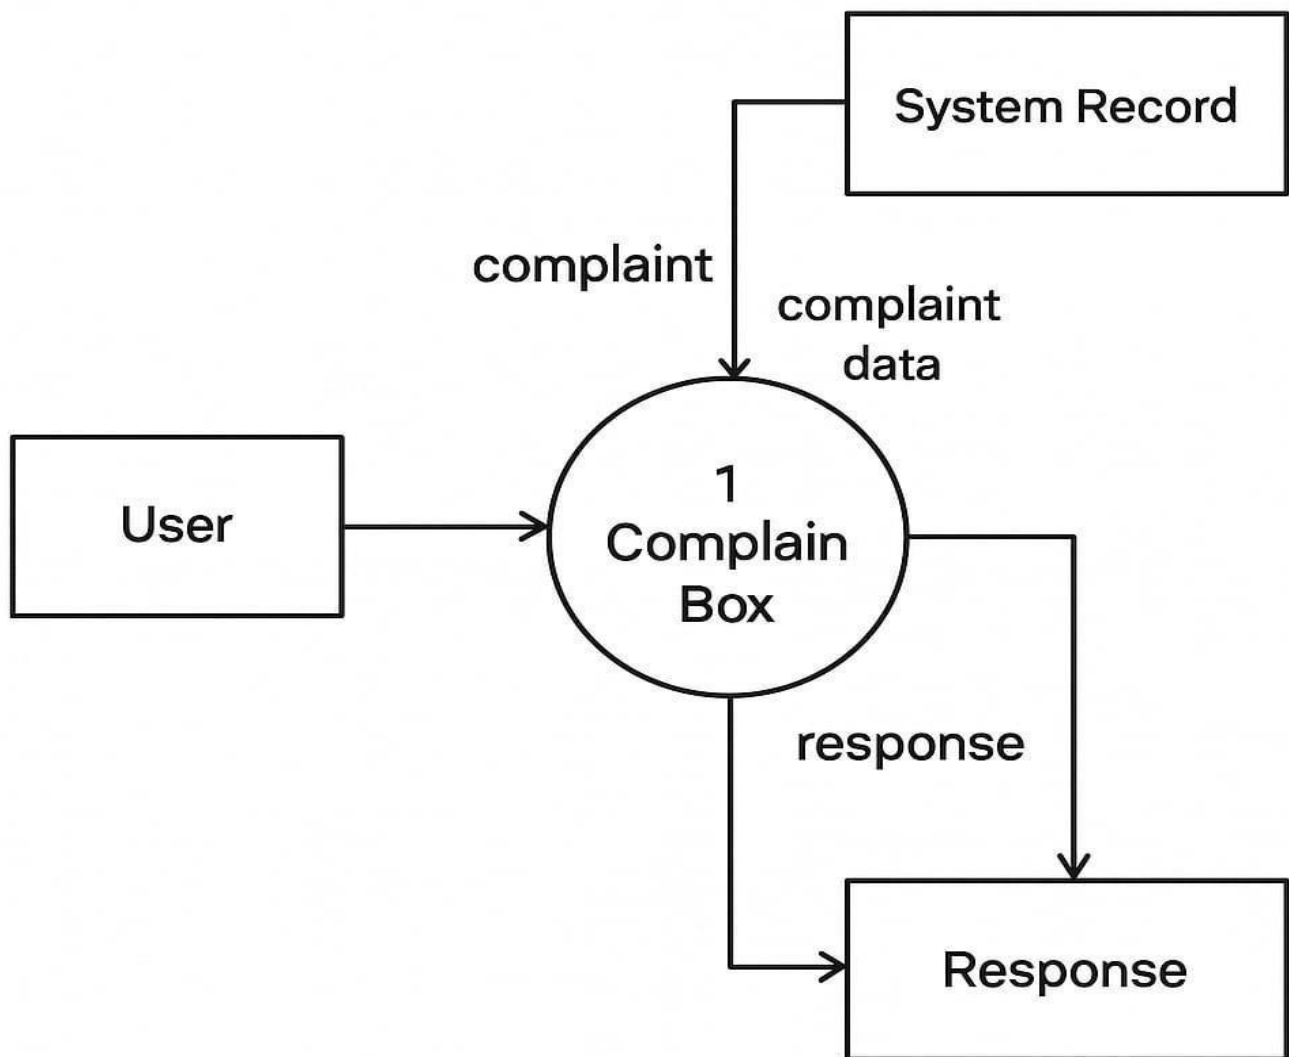 System Record
complaint
complaint
data
User
1
Complain
Box
response
Response